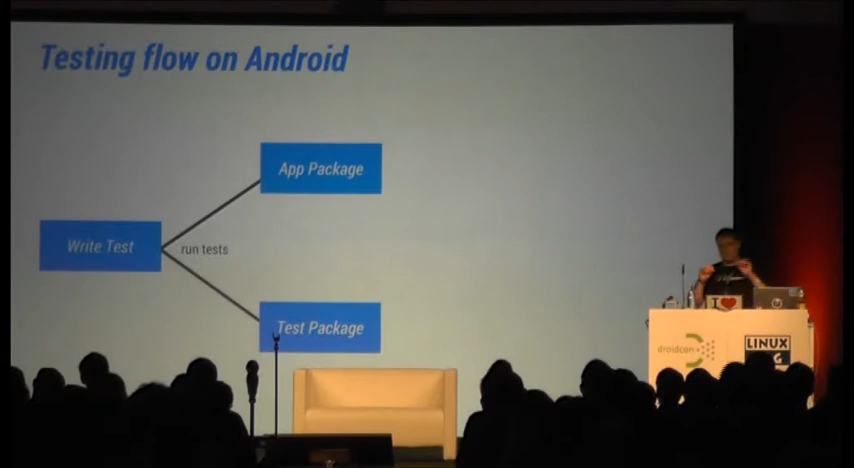 Testing flow on Android
App Package
Write Test
run tests
Test Package
I
droidcon
LINUX